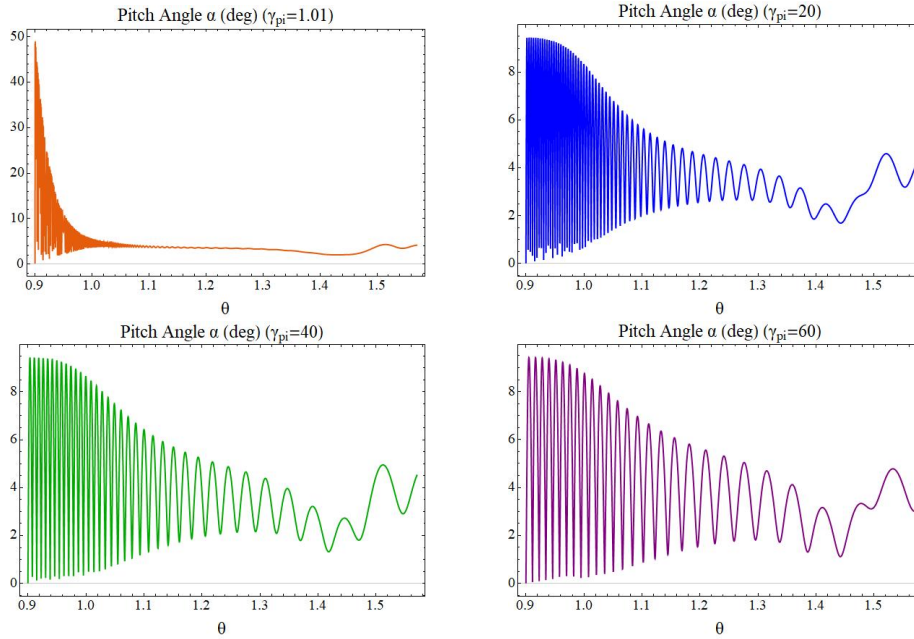 Pitch Angle α (deg) (γpi=1.01)
50
40
30
20
10
0
0.9 1.0 1.1 1.2 1.3 1.4 1.5
θ
Pitch Angle α (deg) (γpi=20)
8
6
4
2
0
0.9 1.0 1.1 1.2 1.3 1.4 1.5
θ
Pitch Angle α (deg) (γpi=40)
8
6
4
2
0
0.9 1.0 1.1 1.2 1.3 1.4 1.5
θ
Pitch Angle α (deg) (γpi=60)
8
6
4
2
0
0.9 1.0 1.1 1.2 1.3 1.4 1.5
θ